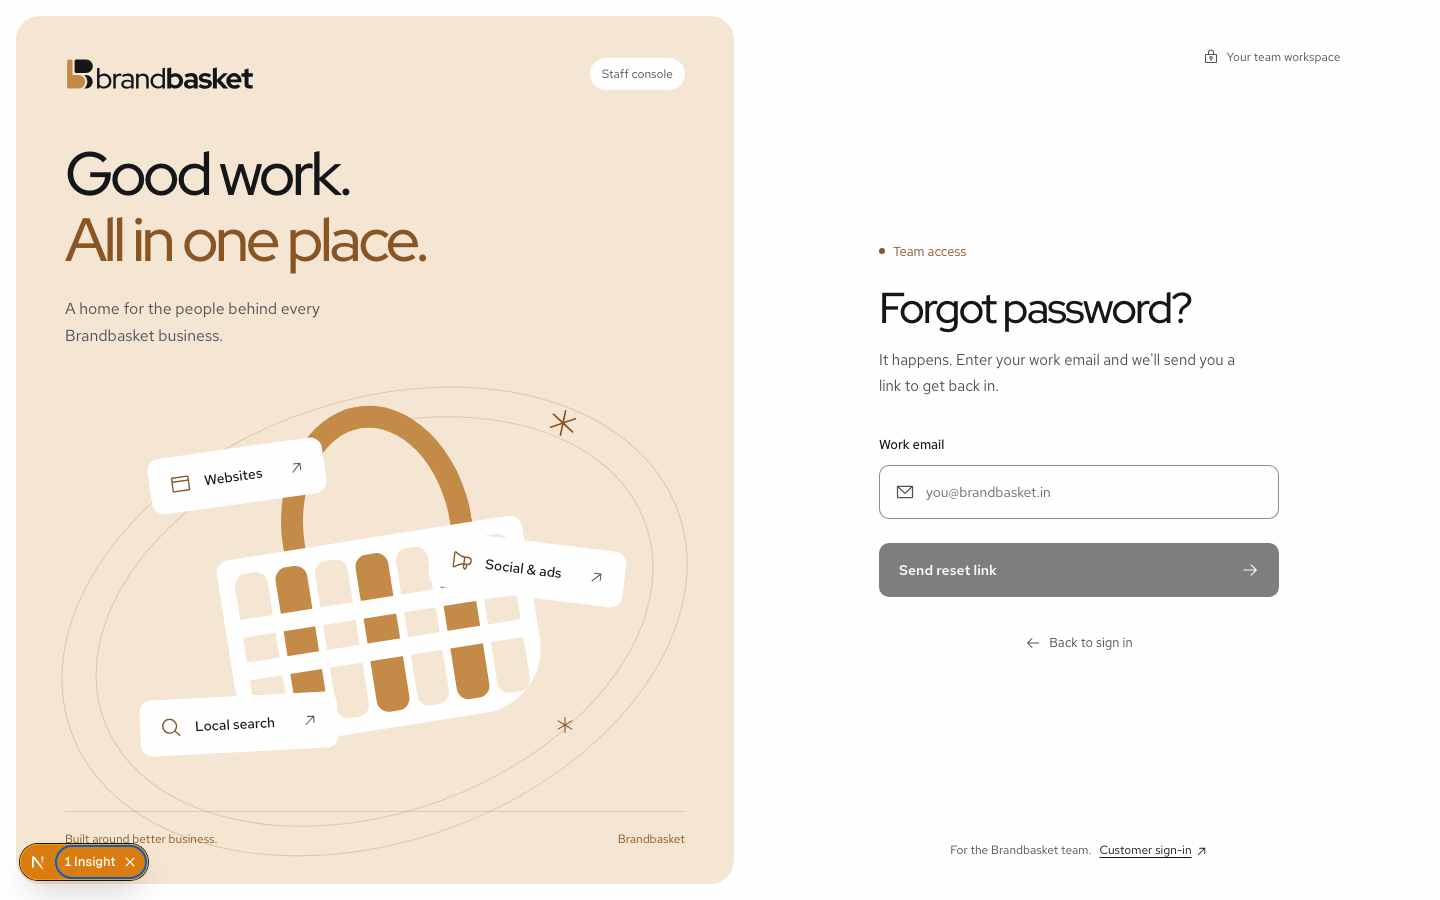 brandbasket
Staff console
Your team workspace
Good work.
All in one place.
A home for the people behind every
Brandbasket business.
Websites
Social & ads
Local search
Built around better business.
Brandbasket
1 Insight
Team access
Forgot password?
It happens. Enter your work email and we'll send you a
link to get back in.
Work email
you@brandbasket.in
Send reset link
Back to sign in
For the Brandbasket team. Customer sign-in